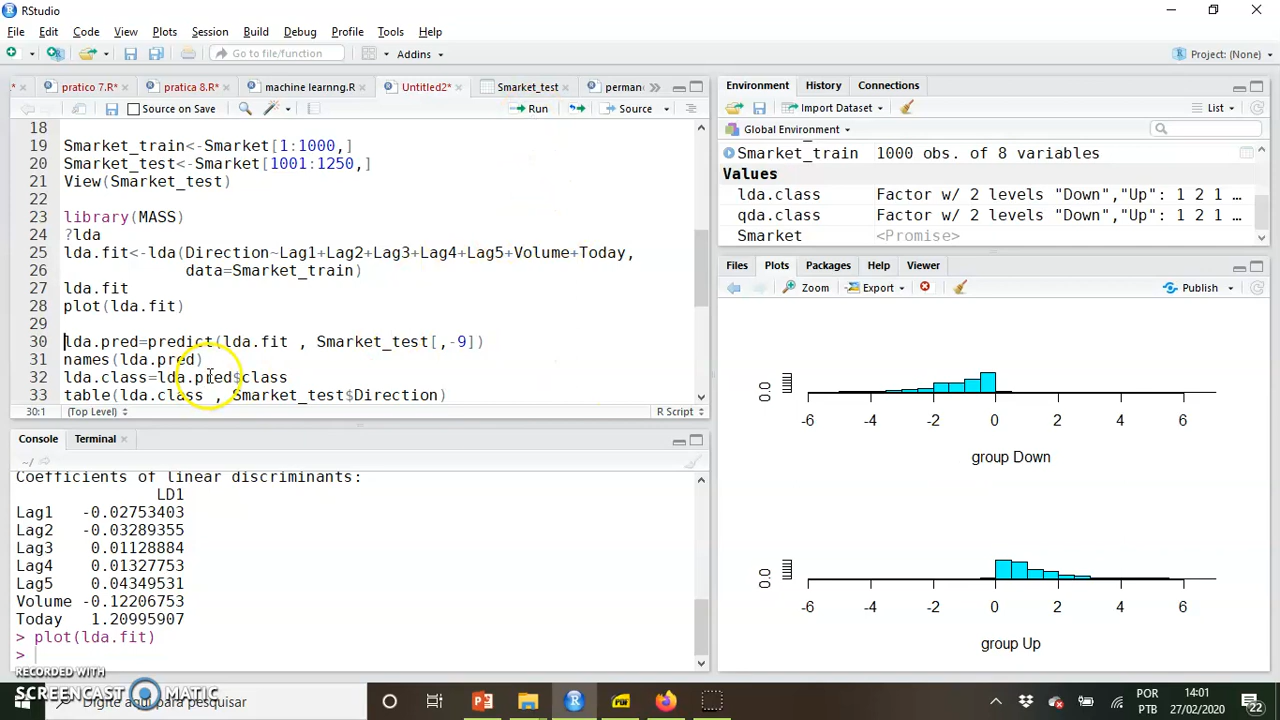 RStudio
File Edit Code View Plots Session Build Debug Profile Tools Help
Go to file/function Addins Project: (None)
pratico 7.R* pratica 8.R* machine learnng.R Untitled2* Smarket_test perman
Source on Save Run Source
18
19 Smarket_train<-Smarket[1:1000,]
20 Smarket_test<-Smarket[1001:1250,]
21 View(Smarket_test)
22
23 library(MASS)
24 ?lda
25 lda.fit<-lda(Direction~Lag1+Lag2+Lag3+Lag4+Lag5+Volume+Today,
26 data=Smarket_train)
27 lda.fit
28 plot(lda.fit)
29
30 lda.pred=predict(lda.fit , Smarket_test[,-9])
31 names(lda.pred)
32 lda.class=lda.pred$class
33 table(lda.class , Smarket_test$Direction)
30:1 (Top Level) R Script
Console Terminal
~/
Coefficients of linear discriminants:
LD1
Lag1 -0.02753403
Lag2 -0.03289355
Lag3 0.01128884
Lag4 0.01327753
Lag5 0.04349531
Volume -0.12206753
Today 1.20995907
> plot(lda.fit)
>
Environment History Connections
Import Dataset List
Global Environment
Smarket_train 1000 obs. of 8 variables
Values
lda.class Factor w/ 2 levels "Down","Up": 1 2 1 …
qda.class Factor w/ 2 levels "Down","Up": 1 2 1 …
Smarket <Promise>
Files Plots Packages Help Viewer
Zoom Export Publish
0.0
-6 -4 -2 0 2 4 6
group Down
0.0
-6 -4 -2 0 2 4 6
group Up
RECORDED WITH
SCREENCAST MATIC
Digite aqui para pesquisar
POR
PTB
14:01
27/02/2020
22